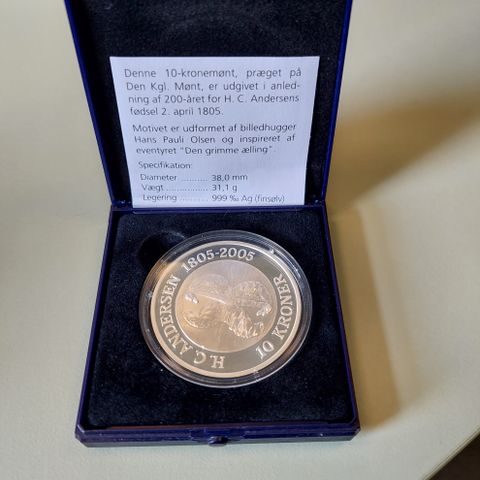 Denne 10-kronemønt, præget på
Den Kgl. Mønt, er udgivet i anled-
ning af 200-året for H. C. Andersens
fødsel 2. april 1805.
Motivet er udformet af billedhugger
Hans Pauli Olsen og inspireret af
eventyret "Den grimme ælling".
Specifikation:
Diameter .......... 38,0 mm
Vægt ................ 31,1 g
Legering ........... 999 ‰ Ag (finsølv)
H.C. ANDERSEN 1805-2005
10 KRONER